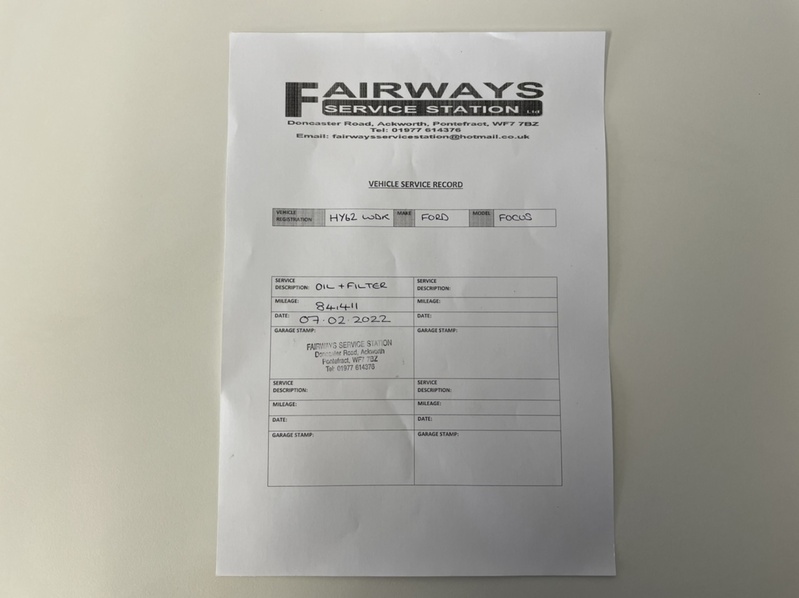 FAIRWAYS
SERVICE STATION Ltd
Doncaster Road, Ackworth, Pontefract, WF7 7BZ
Tel: 01977 614376
Email: fairwaysservicestation@hotmail.co.uk
VEHICLE SERVICE RECORD
VEHICLE REGISTRATION HY62 WDK MAKE FORD MODEL FOCUS
SERVICE DESCRIPTION: OIL + FILTER
MILEAGE: 84,411
DATE: 07.02.2022
GARAGE STAMP:
FAIRWAYS SERVICE STATION
Doncaster Road, Ackworth
Pontefract, WF7 7BZ
Tel: 01977 614376
SERVICE DESCRIPTION:
MILEAGE:
DATE:
GARAGE STAMP:
SERVICE DESCRIPTION:
MILEAGE:
DATE:
GARAGE STAMP:
SERVICE DESCRIPTION:
MILEAGE:
DATE:
GARAGE STAMP: